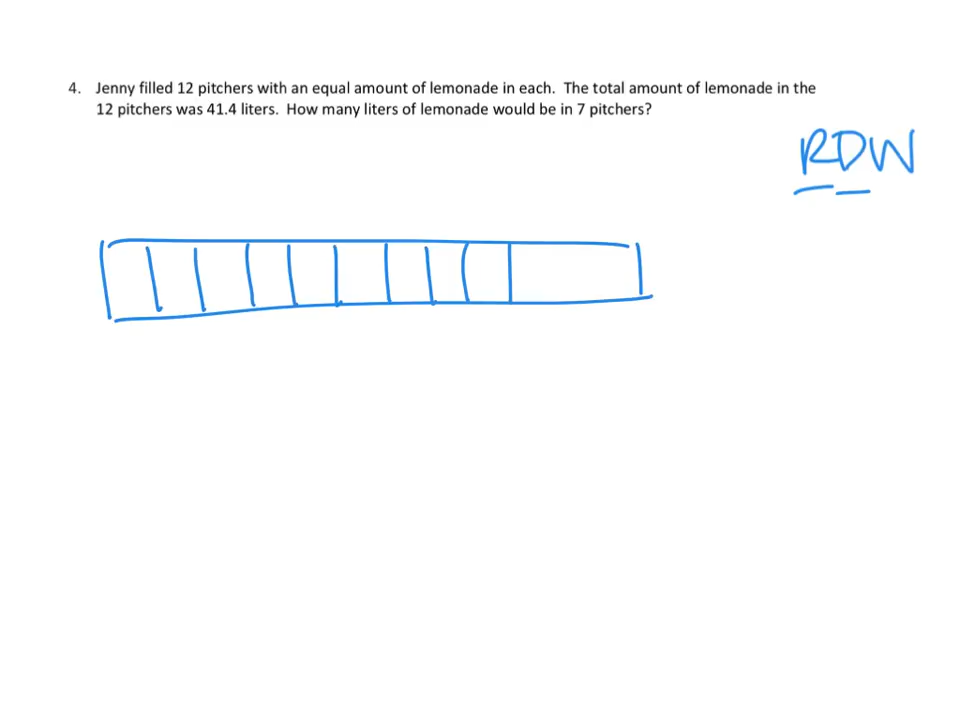 4. Jenny filled 12 pitchers with an equal amount of lemonade in each. The total amount of lemonade in the
12 pitchers was 41.4 liters. How many liters of lemonade would be in 7 pitchers?
RDW